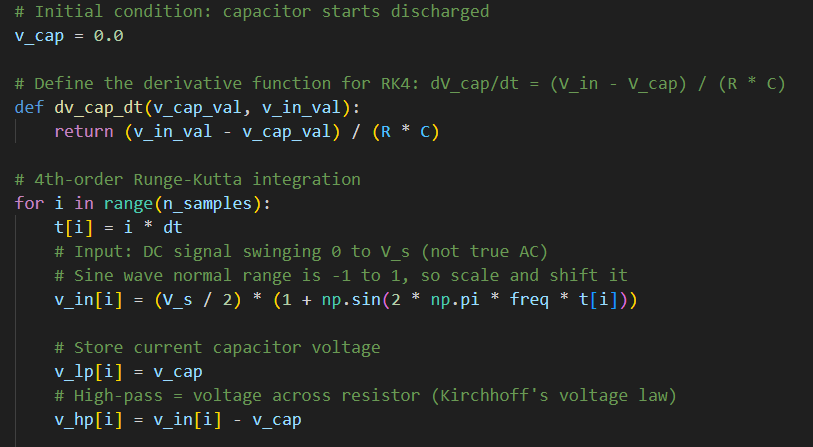 # Initial condition: capacitor starts discharged
v_cap = 0.0
# Define the derivative function for RK4: dV_cap/dt = (V_in - V_cap) / (R * C)
def dv_cap_dt(v_cap_val, v_in_val):
    return (v_in_val - v_cap_val) / (R * C)
# 4th-order Runge-Kutta integration
for i in range(n_samples):
    t[i] = i * dt
    # Input: DC signal swinging 0 to V_s (not true AC)
    # Sine wave normal range is -1 to 1, so scale and shift it
    v_in[i] = (V_s / 2) * (1 + np.sin(2 * np.pi * freq * t[i]))
    # Store current capacitor voltage
    v_lp[i] = v_cap
    # High-pass = voltage across resistor (Kirchhoff's voltage law)
    v_hp[i] = v_in[i] - v_cap